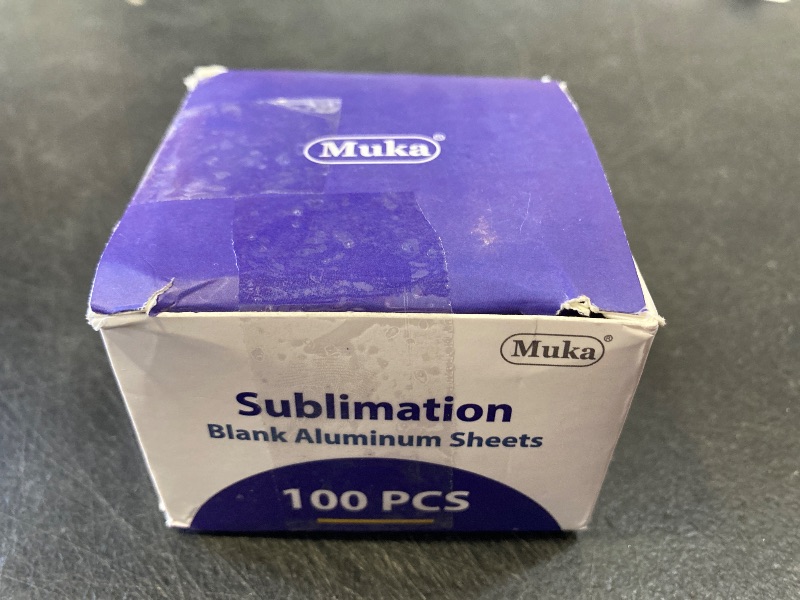 Muka®
Muka®
Sublimation
Blank Aluminum Sheets
100 PCS